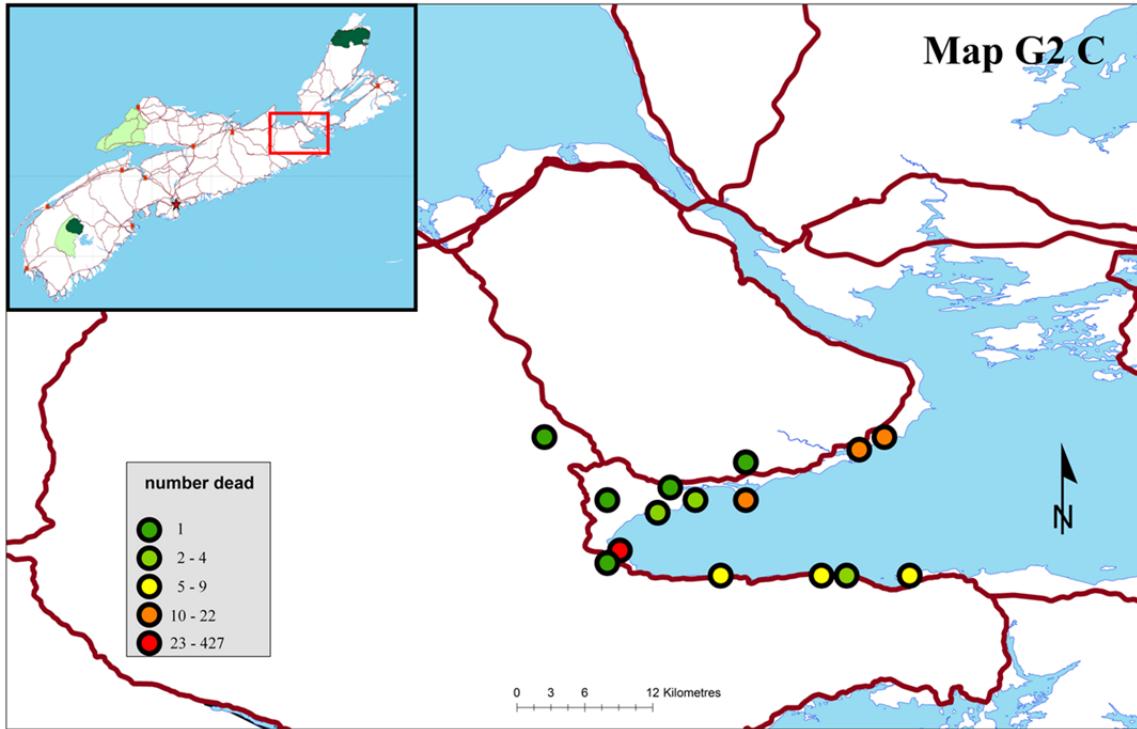 Map G2 C
number dead
1
2 - 4
5 - 9
10 - 22
23 - 427
N
0 3 6 12 Kilometres